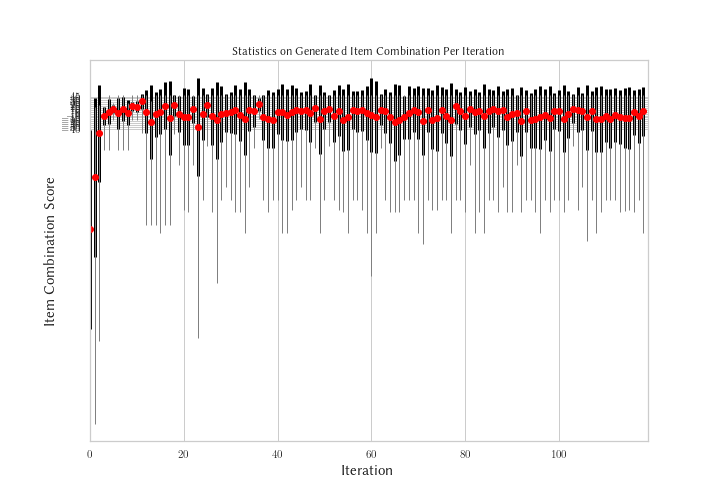 Statistics on Generated Item Combination Per Iteration
Item Combination Score
0 20 40 60 80 100
Iteration